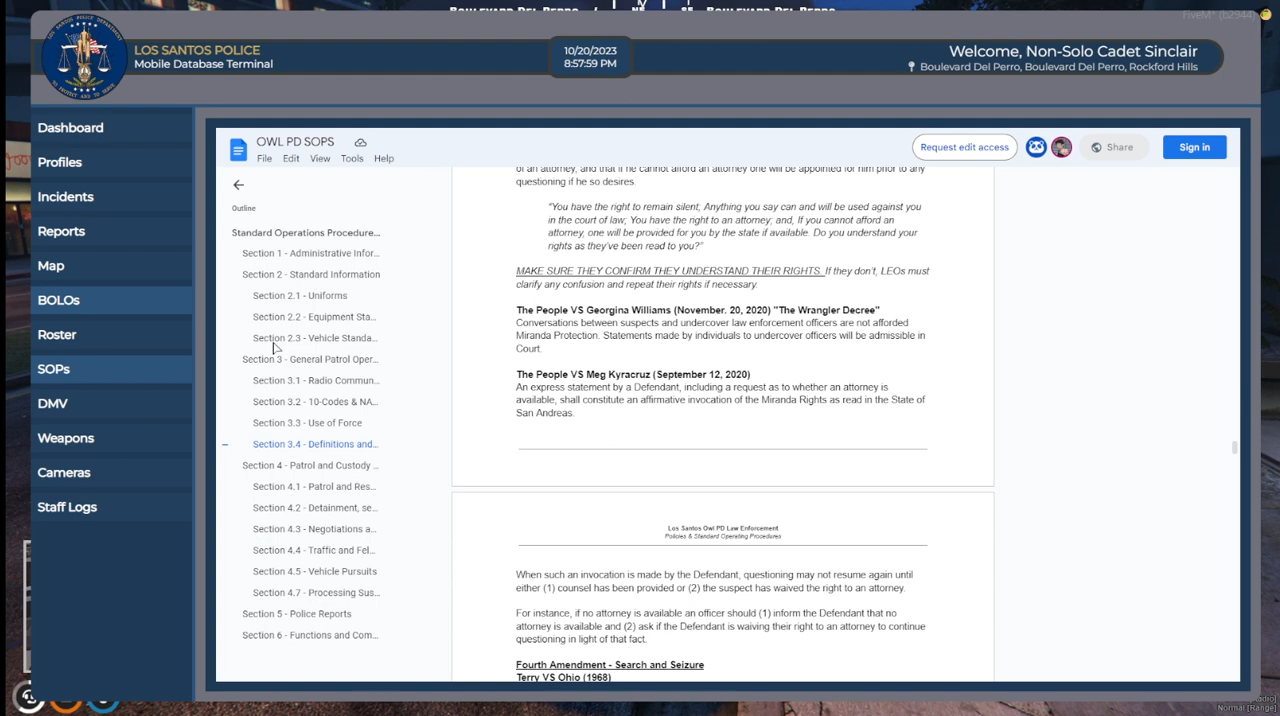 BOULEVARD DEL PERRO / N SE BOULEVARD DEL PERRO
FiveM* (b2944)
LOS SANTOS POLICE
Mobile Database Terminal
10/20/2023
8:57:59 PM
Welcome, Non-Solo Cadet Sinclair
Boulevard Del Perro, Boulevard Del Perro, Rockford Hills
Dashboard
Profiles
Incidents
Reports
Map
BOLOs
Roster
SOPs
DMV
Weapons
Cameras
Staff Logs
OWL PD SOPS
File Edit View Tools Help
Request edit access
Share
Sign in
Outline
Standard Operations Procedure...
Section 1 - Administrative Infor...
Section 2 - Standard Information
Section 2.1 - Uniforms
Section 2.2 - Equipment Sta...
Section 2.3 - Vehicle Standa...
Section 3 - General Patrol Oper...
Section 3.1 - Radio Commun...
Section 3.2 - 10-Codes & NA...
Section 3.3 - Use of Force
Section 3.4 - Definitions and...
Section 4 - Patrol and Custody ...
Section 4.1 - Patrol and Res...
Section 4.2 - Detainment, se...
Section 4.3 - Negotiations a...
Section 4.4 - Traffic and Fel...
Section 4.5 - Vehicle Pursuits
Section 4.7 - Processing Sus...
Section 5 - Police Reports
Section 6 - Functions and Com...
of an attorney, and that if he cannot afford an attorney one will be appointed for him prior to any
questioning if he so desires.
"You have the right to remain silent; Anything you say can and will be used against you
in the court of law; You have the right to an attorney; and, If you cannot afford an
attorney, one will be provided for you by the state if available. Do you understand your
rights as they've been read to you?"
MAKE SURE THEY CONFIRM THEY UNDERSTAND THEIR RIGHTS. If they don't, LEOs must
clarify any confusion and repeat their rights if necessary.
The People VS Georgina Williams (November. 20, 2020) "The Wrangler Decree"
Conversations between suspects and undercover law enforcement officers are not afforded
Miranda Protection. Statements made by individuals to undercover officers will be admissible in
Court.
The People VS Meg Kyracruz (September 12, 2020)
An express statement by a Defendant, including a request as to whether an attorney is
available, shall constitute an affirmative invocation of the Miranda Rights as read in the State of
San Andreas.
Los Santos Owl PD Law Enforcement
Policies & Standard Operating Procedures
When such an invocation is made by the Defendant, questioning may not resume again until
either (1) counsel has been provided or (2) the suspect has waived the right to an attorney.
For instance, if no attorney is available an officer should (1) inform the Defendant that no
attorney is available and (2) ask if the Defendant is waiving their right to an attorney to continue
questioning in light of that fact.
Fourth Amendment - Search and Seizure
Terry VS Ohio (1968)
Normal [Range]